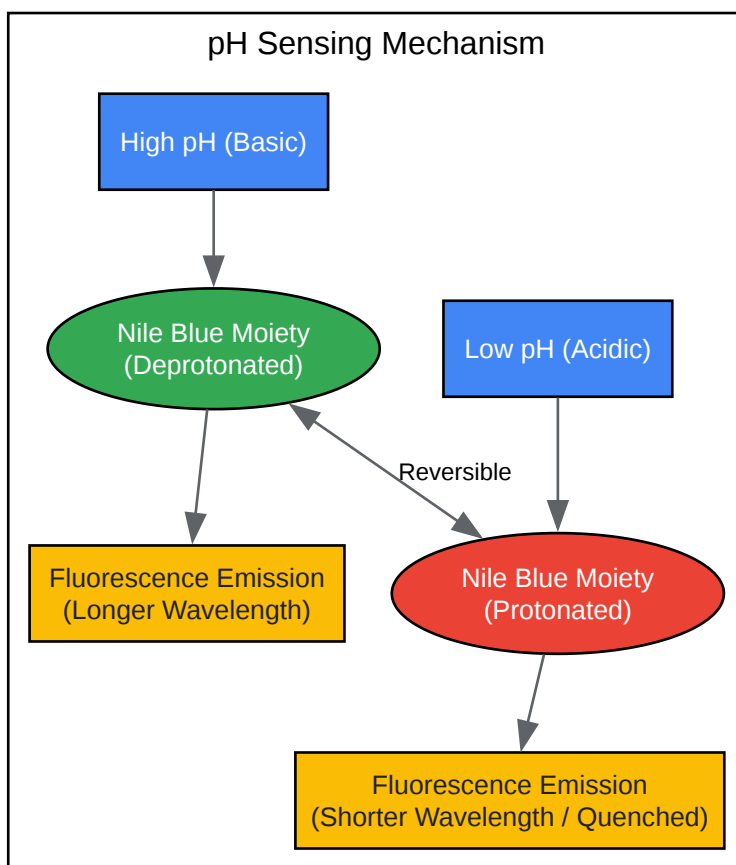 pH Sensing Mechanism
High pH (Basic)
Nile Blue Moiety
(Deprotonated)
Low pH (Acidic)
Reversible
Fluorescence Emission
(Longer Wavelength)
Nile Blue Moiety
(Protonated)
Fluorescence Emission
(Shorter Wavelength / Quenched)